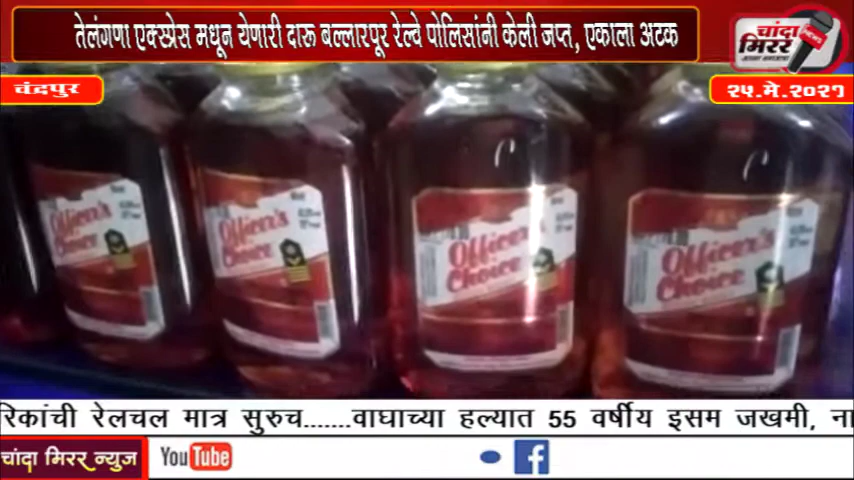 तेलंगणा एक्स्प्रेस मधून येणारी दारू बल्लारपूर रेल्वे पोलिसांनी केली जप्त, एकाला अटक
चांदा
मिरर
NEWS
चंद्रपुर
२५.मे.२०२१
Officer's
Choice
Officer's
Choice
Officer's
Choice
Officer's
Choice
रिकांची रेलचल मात्र सुरुच.......वाघाच्या हल्यात 55 वर्षीय इसम जखमी, ना
चांदा मिरर न्युज
YouTube
f